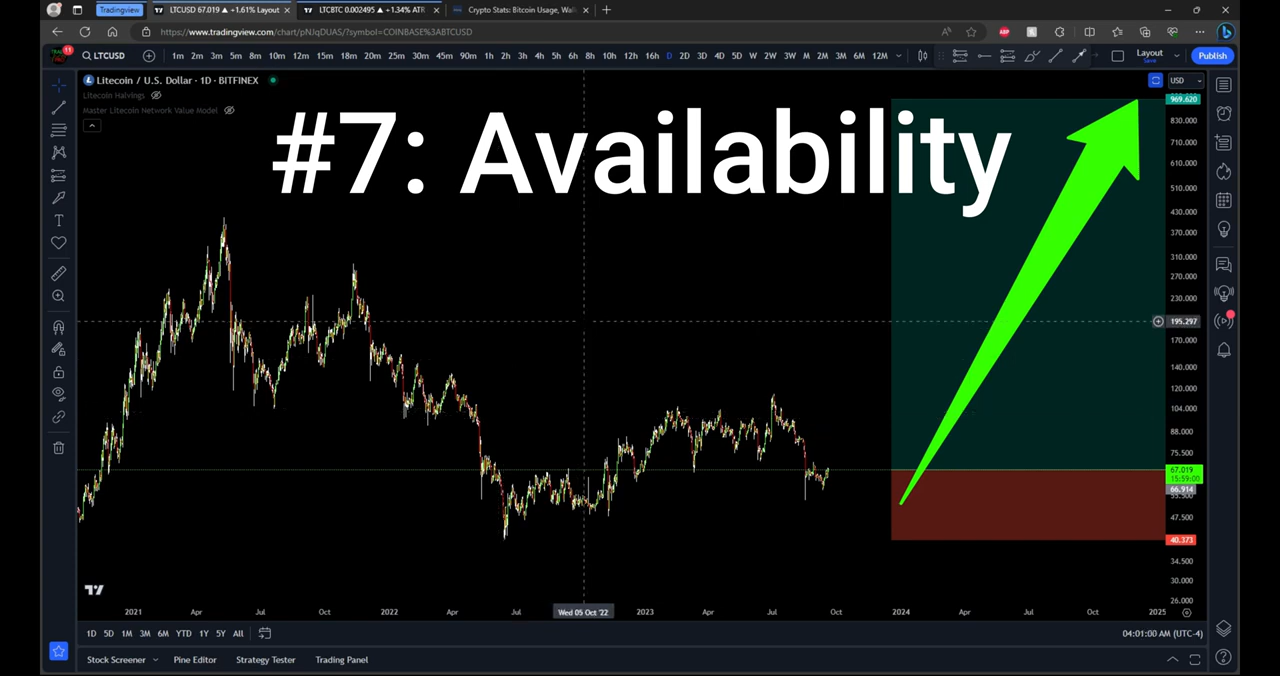 Tradingview
LTCUSD 67.019 ▲ +1.61% Layout
LTCBTC 0.002495 ▲ +1.34% ATR
Crypto Stats: Bitcoin Usage, Wal
https://www.tradingview.com/chart/pNJqDUAS/?symbol=COINBASE%3ABTCUSD
11
LTCUSD
1m 2m 3m 5m 6m 9m 10m 12m 15m 18m 20m 25m 30m 45m 90m 1h 2h 3h 4h 5h 6h 8h 10h 12h 16h D 2D 3D 4D 5D W 2W 3W M 2M 3M 6M 12M
Layout
Save
Publish
Litecoin / U.S. Dollar · 1D · BITFINEX
Litecoin Halvings
Master Litecoin Network Value Model
USD
#7: Availability
969.620
830.000
710.000
610.000
510.000
430.000
370.000
310.000
270.000
230.000
195.297
170.000
140.000
120.000
104.000
88.000
75.500
67.019
15:59:00
66.914
55.500
47.500
40.373
34.500
30.000
26.000
2021 Apr Jul Oct 2022 Apr Jul Wed 05 Oct '22 2023 Apr Jul Oct 2024 Apr Jul Oct 2025
1D 5D 1M 3M 6M YTD 1Y 5Y All
04:01:00 AM (UTC-4)
Stock Screener Pine Editor Strategy Tester Trading Panel